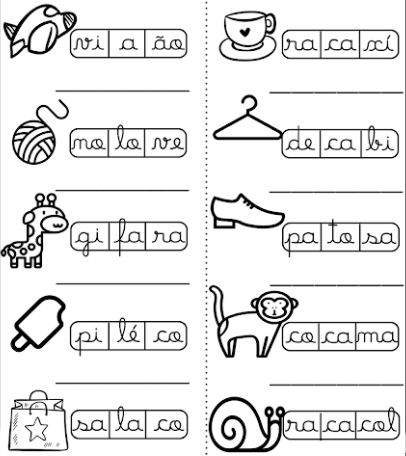 vi a ão
ra ca xí
no lo ve
de ca bi
gi fa ra
pa to sa
pi lé co
co ca ma
sa la co
ra ca col